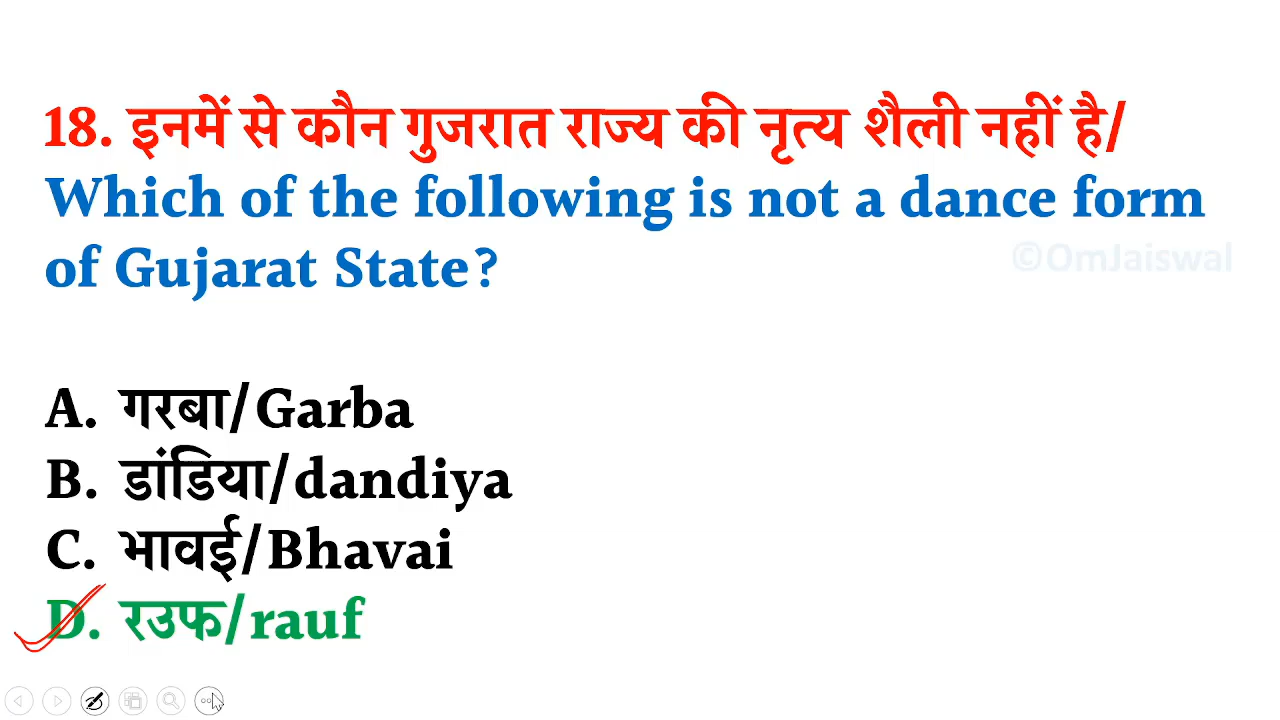 18. इनमें से कौन गुजरात राज्य की नृत्य शैली नहीं है/
Which of the following is not a dance form
of Gujarat State?
©OmJaiswal
A. गरबा/Garba
B. डांडिया/dandiya
C. भावई/Bhavai
D. रउफ/rauf